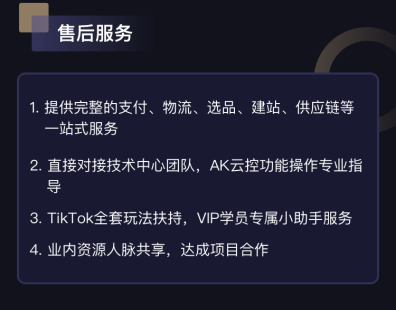 售后服务
1. 提供完整的支付、物流、选品、建站、供应链等
一站式服务
2. 直接对接技术中心团队，AK云控功能操作专业指
导
3. TikTok全套玩法扶持，VIP学员专属小助手服务
4. 业内资源人脉共享，达成项目合作